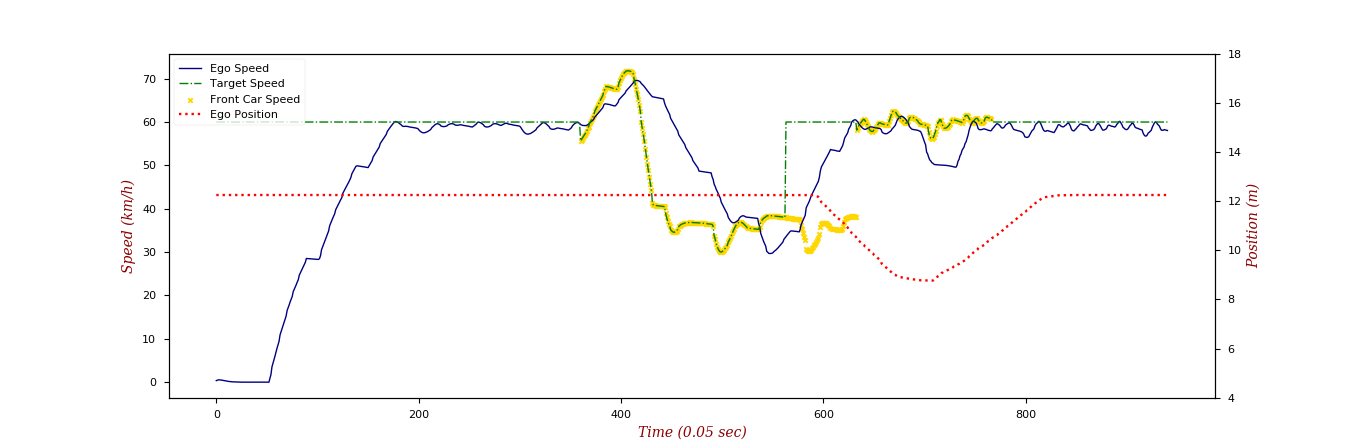 Ego Speed
Target Speed
Front Car Speed
Ego Position
70
60
50
40
30
20
10
0
Speed (km/h)
18
16
14
12
10
8
6
4
Position (m)
0 200 400 600 800
Time (0.05 sec)